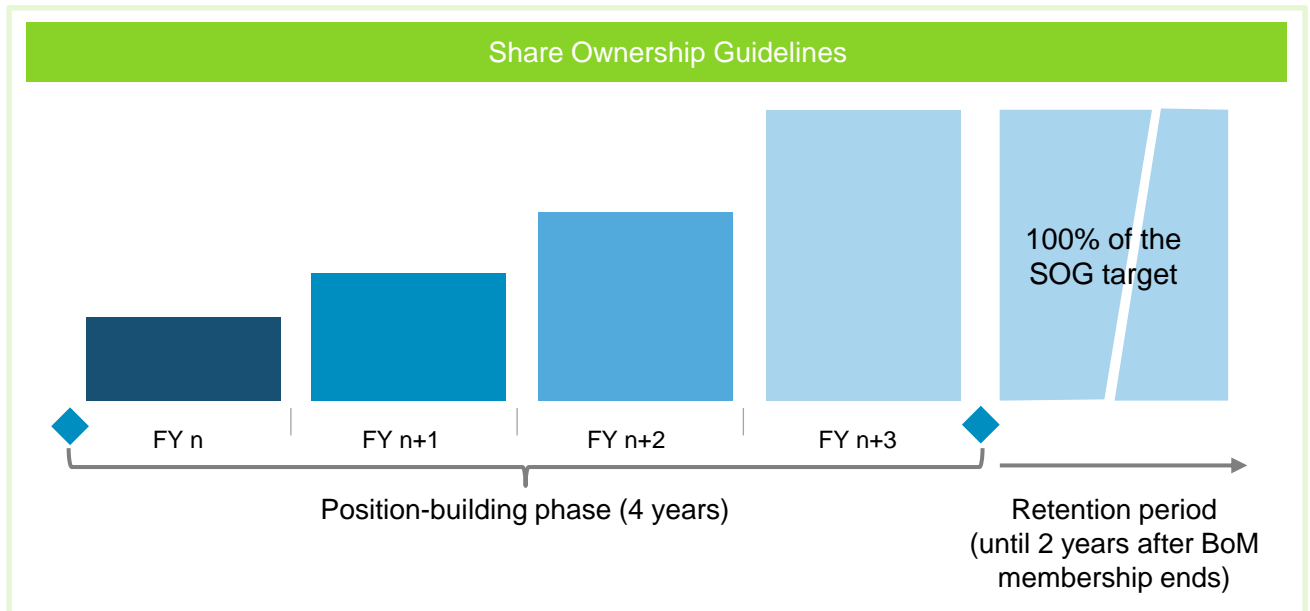 Share Ownership Guidelines
100% of the
SOG target
FY n
FY n+1
FY n+2
FY n+3
Position-building phase (4 years)
Retention period
(until 2 years after BoM
membership ends)